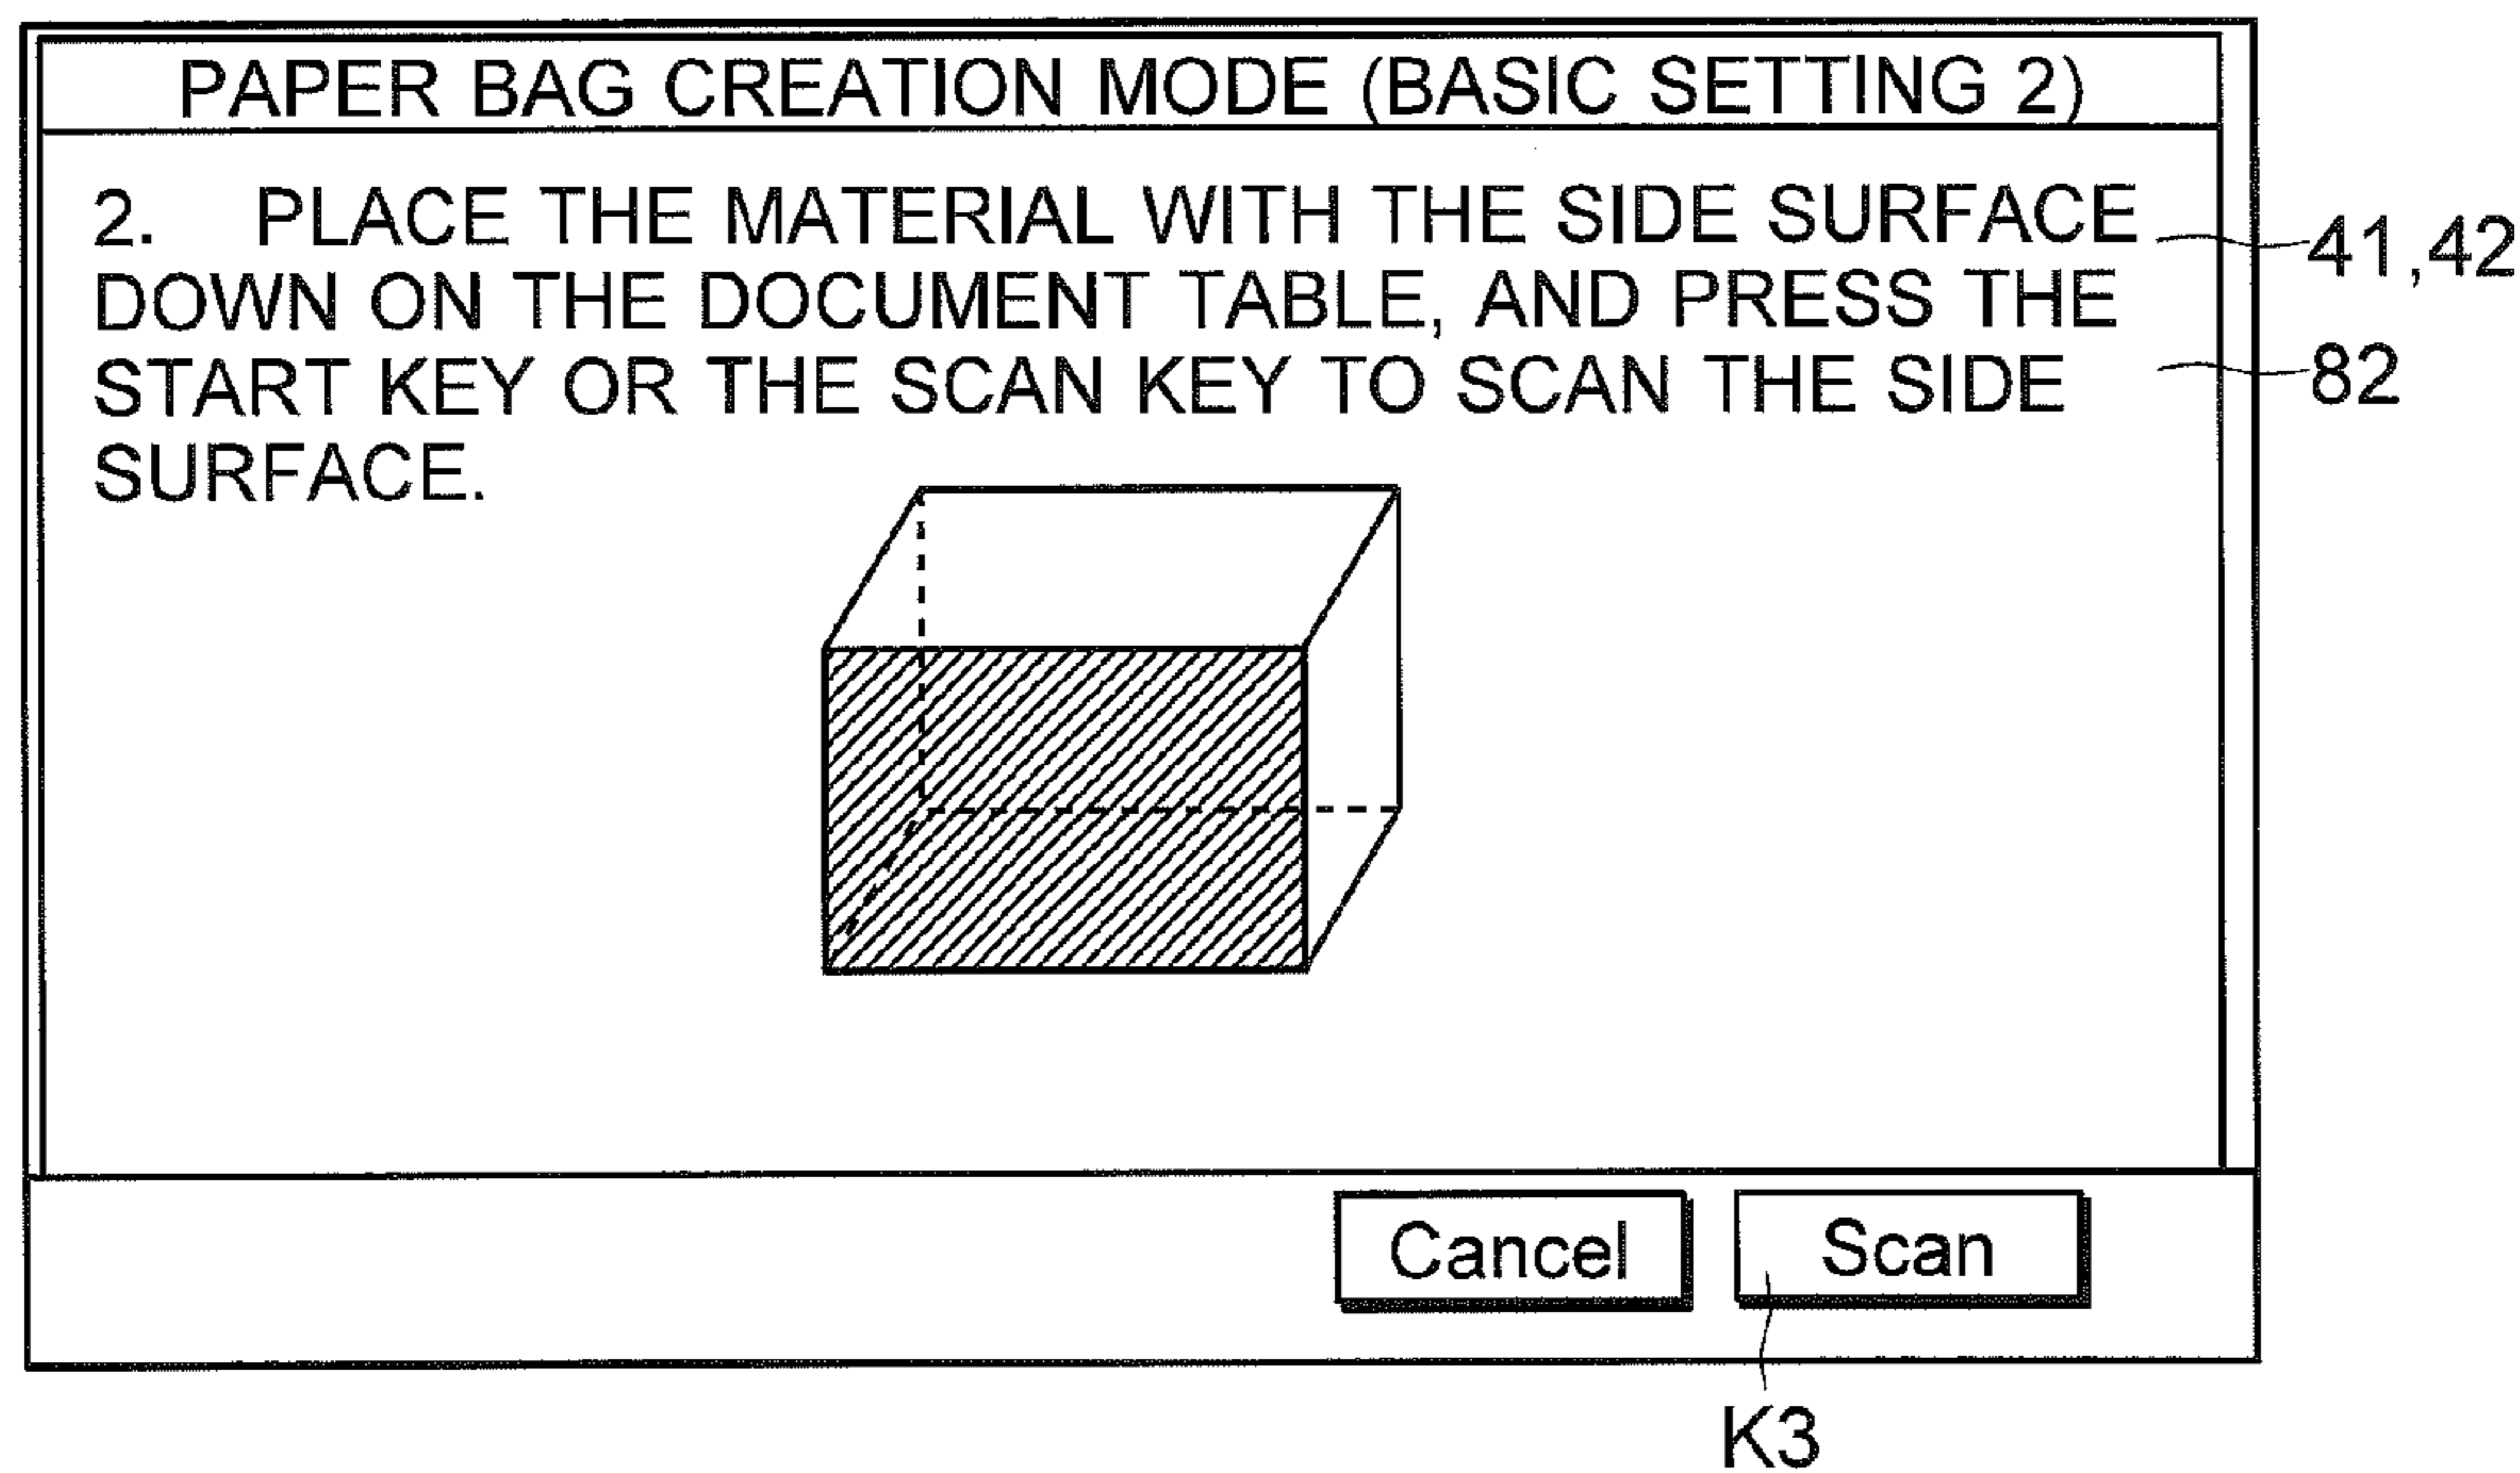 PAPER BAG CREATION MODE (BASIC SETTING 2)
2. PLACE THE MATERIAL WITH THE SIDE SURFACE
DOWN ON THE DOCUMENT TABLE, AND PRESS THE
START KEY OR THE SCAN KEY TO SCAN THE SIDE
SURFACE.
41,42
82
Cancel
Scan
K3